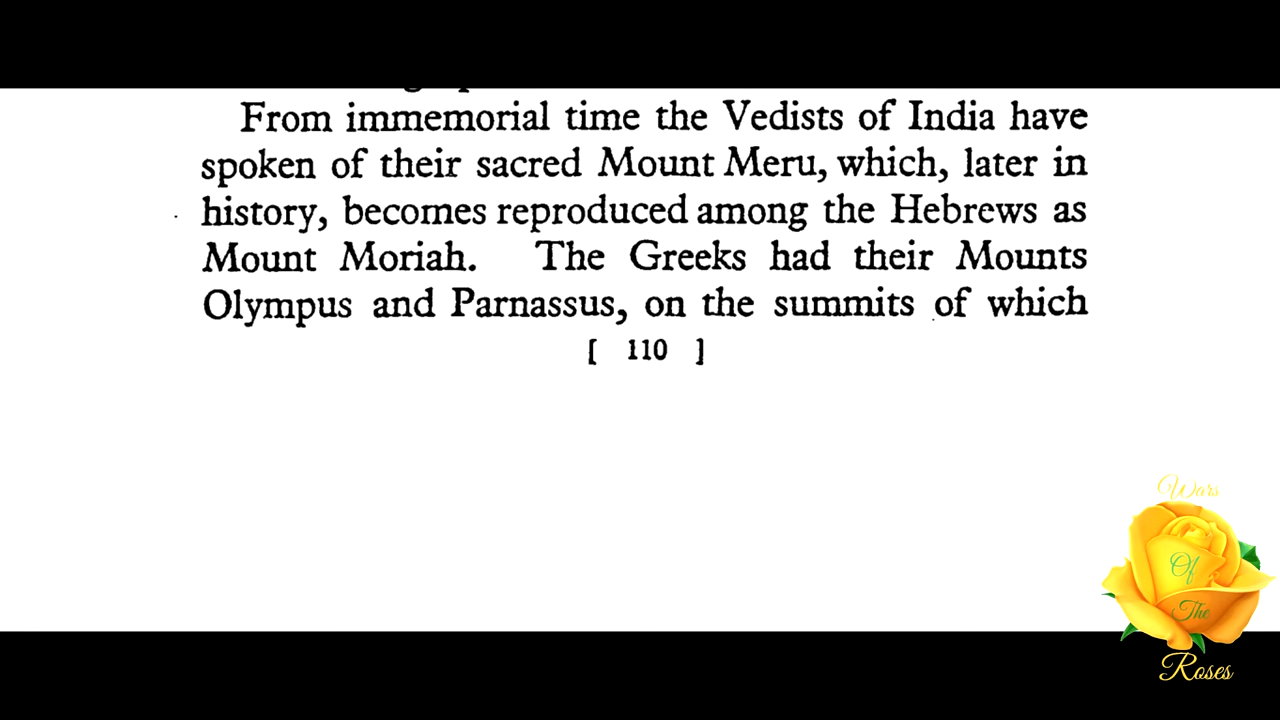 From immemorial time the Vedists of India have
spoken of their sacred Mount Meru, which, later in
history, becomes reproduced among the Hebrews as
Mount Moriah. The Greeks had their Mounts
Olympus and Parnassus, on the summits of which
[ 110 ]
Wars
Of
The
Roses